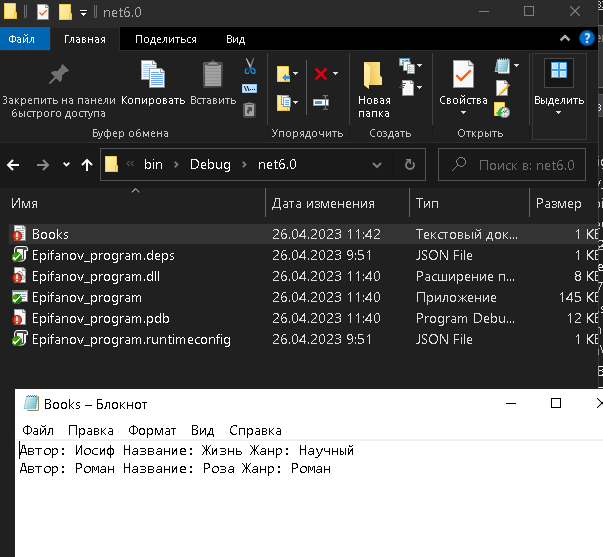 net6.0
Файл Главная Поделиться Вид
Закрепить на панели быстрого доступа
Копировать
Вставить
Новая папка
Свойства
Выделить
Буфер обмена Упорядочить Создать Открыть
bin Debug net6.0
Поиск в: net6.0
Имя Дата изменения Тип Размер
Books 26.04.2023 11:42 Текстовый док... 1 КБ
Epifanov_program.deps 26.04.2023 9:51 JSON File 1 КБ
Epifanov_program.dll 26.04.2023 11:40 Расширение п... 8 КБ
Epifanov_program 26.04.2023 11:40 Приложение 145 КБ
Epifanov_program.pdb 26.04.2023 11:40 Program Debu... 12 КБ
Epifanov_program.runtimeconfig 26.04.2023 9:51 JSON File 1 КБ
Books – Блокнот
Файл Правка Формат Вид Справка
Автор: Иосиф Название: Жизнь Жанр: Научный
Автор: Роман Название: Роза Жанр: Роман